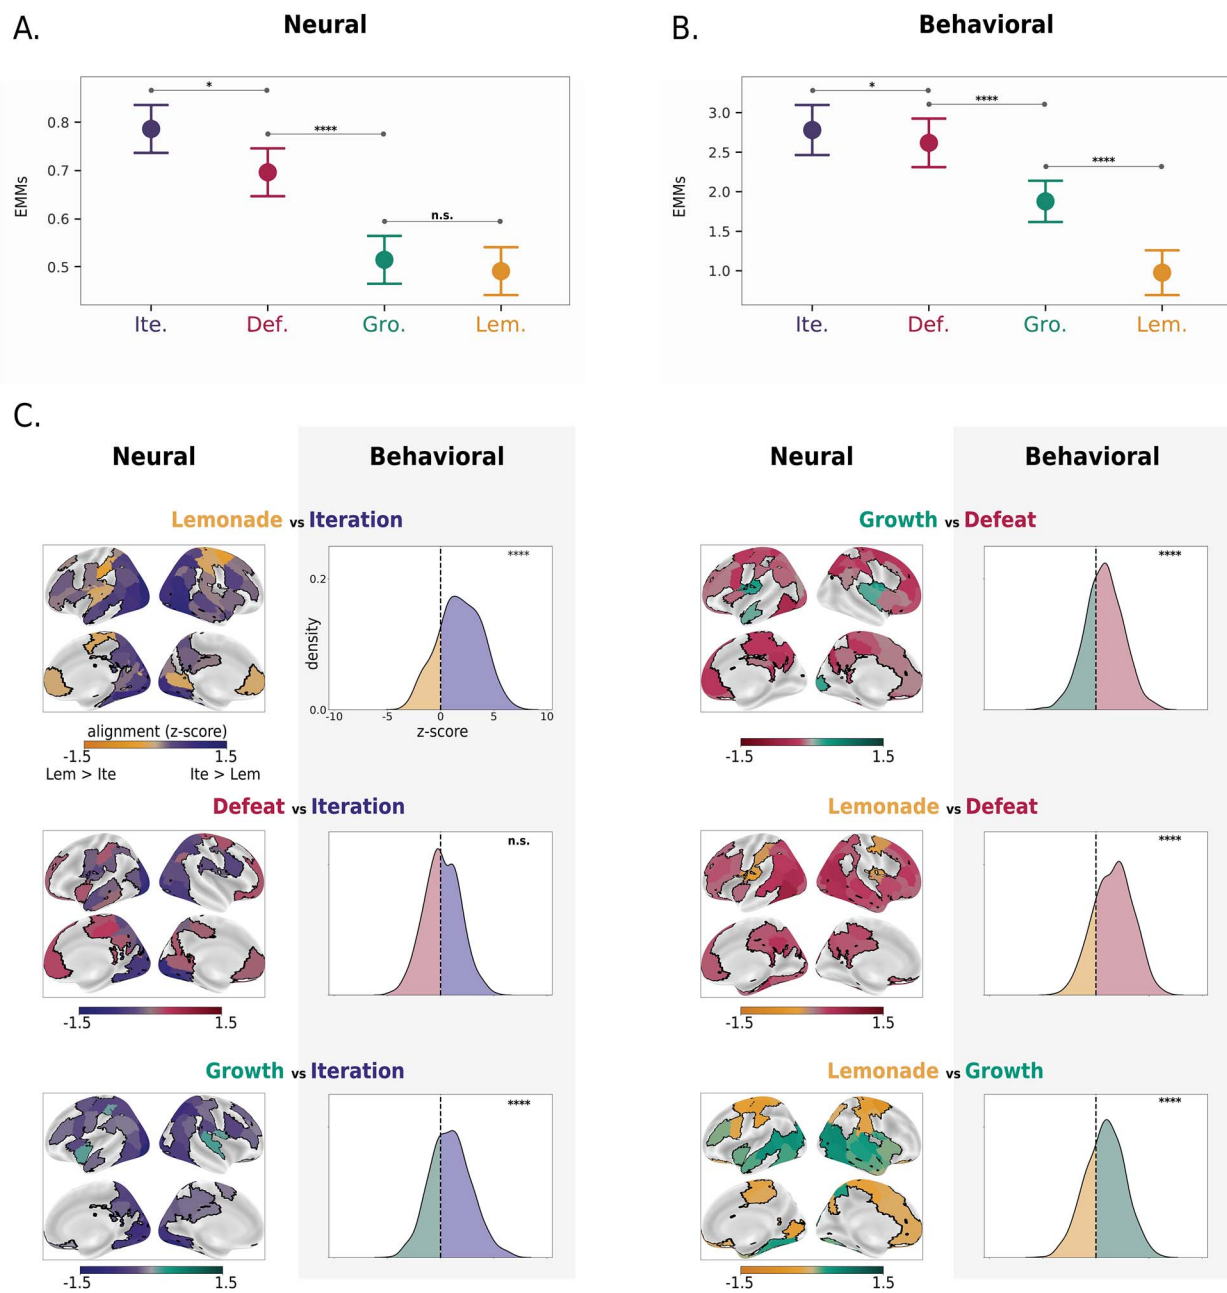 A.
Neural
EMMs
0.8
0.7
0.6
0.5
*
****
n.s.
Ite.
Def.
Gro.
Lem.
B.
Behavioral
EMMs
3.0
2.5
2.0
1.5
1.0
*
****
****
Ite.
Def.
Gro.
Lem.
C.
Neural
Behavioral
Lemonade vs Iteration
alignment (z-score)
-1.5
1.5
Lem > Ite
Ite > Lem
****
density
0.2
0.0
-10
-5
0
5
10
z-score
Defeat vs Iteration
-1.5
1.5
n.s.
Growth vs Iteration
-1.5
1.5
****
Neural
Behavioral
Growth vs Defeat
-1.5
1.5
****
Lemonade vs Defeat
-1.5
1.5
****
Lemonade vs Growth
-1.5
1.5
****